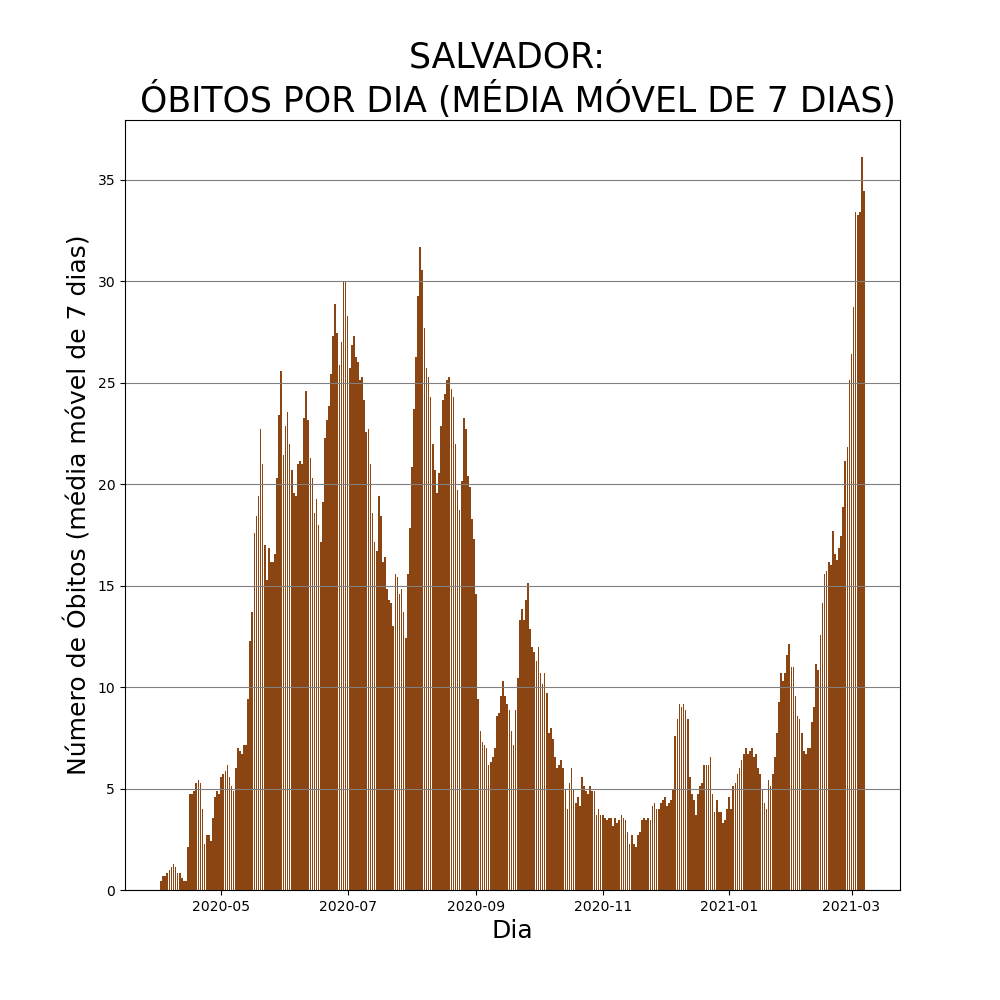 SALVADOR:
ÓBITOS POR DIA (MÉDIA MÓVEL DE 7 DIAS)
Número de Óbitos (média móvel de 7 dias)
35
30
25
20
15
10
5
0
2020-05 2020-07 2020-09 2020-11 2021-01 2021-03
Dia